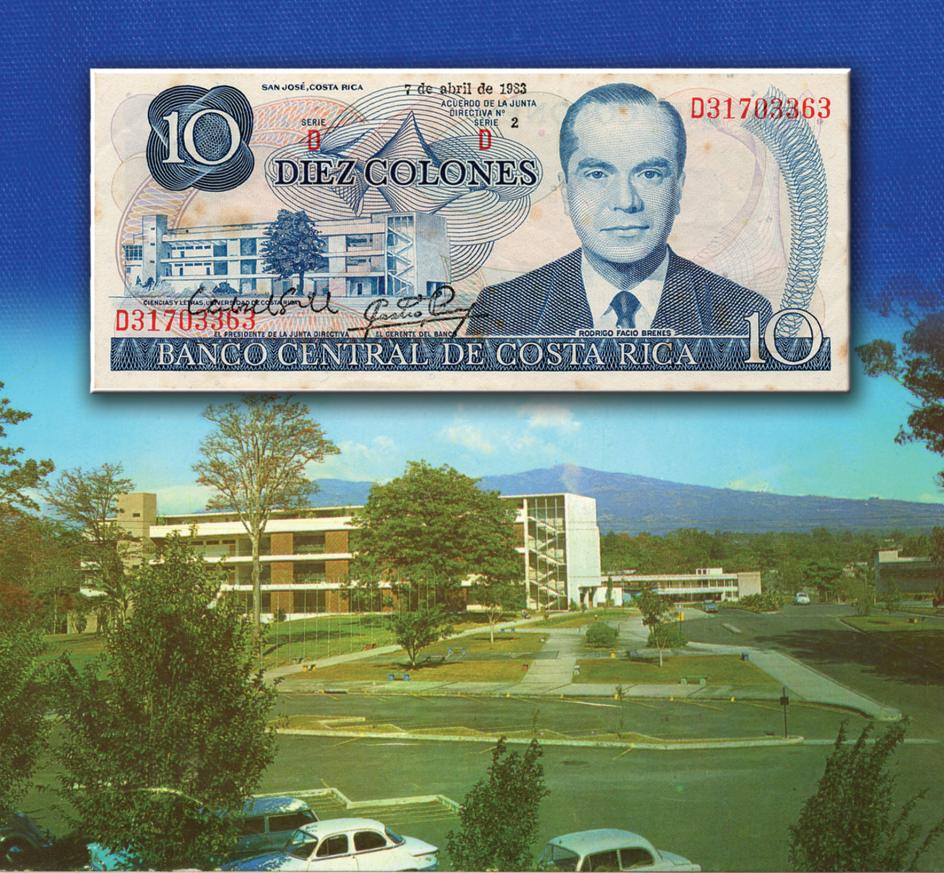 SAN JOSÉ, COSTA RICA
7 de abril de 1983
ACUERDO DE LA JUNTA
DIRECTIVA Nº
SERIE 2
D31703363
10
SERIE
D
D
DIEZ COLONES
CIENCIAS Y LETRAS, UNIVERSIDAD DE COSTA RICA
D31703363
EL PRESIDENTE DE LA JUNTA DIRECTIVA
EL GERENTE DEL BANCO
RODRIGO FACIO BRENES
BANCO CENTRAL DE COSTA RICA
10